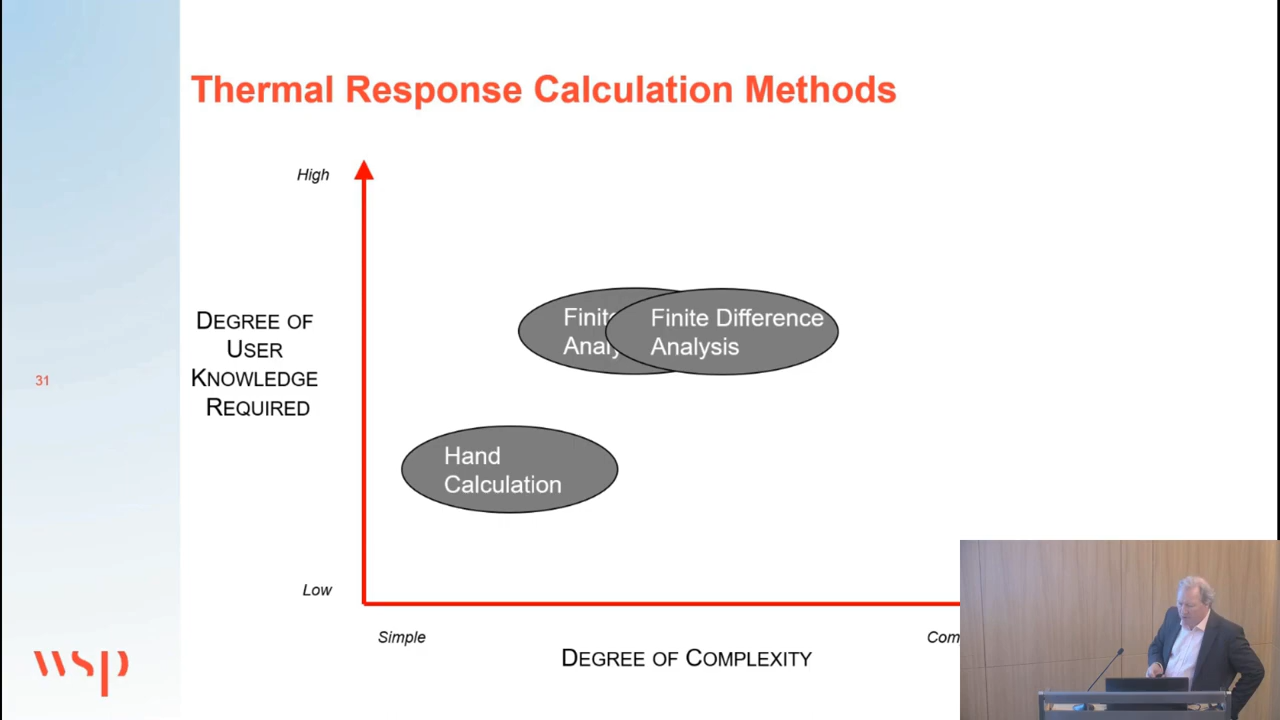 Thermal Response Calculation Methods
High
DEGREE OF
USER
KNOWLEDGE
REQUIRED
Finite Difference
Analysis
Hand
Calculation
31
Low
Simple
DEGREE OF COMPLEXITY
wsp